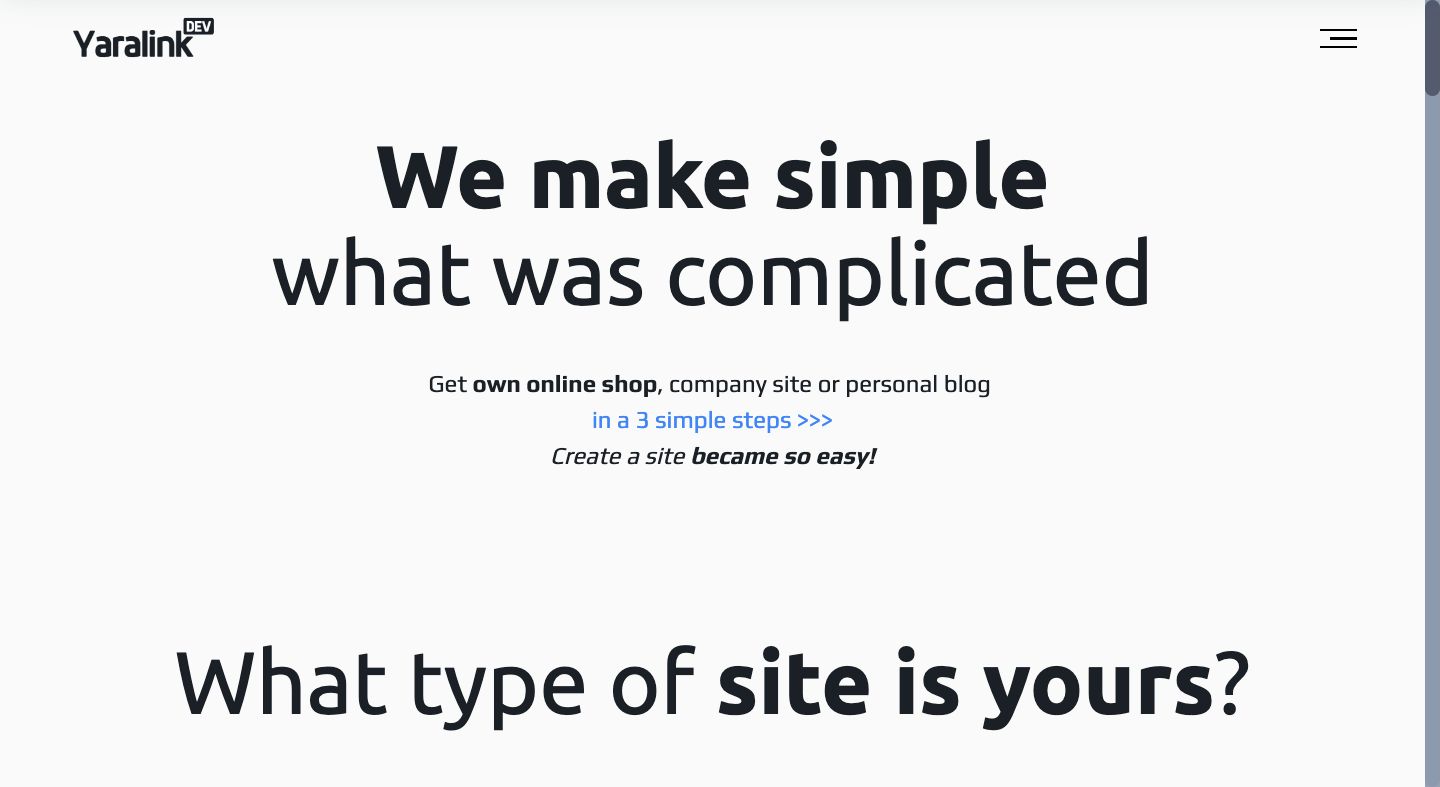 Yaralink DEV
We make simple
what was complicated
Get own online shop, company site or personal blog
in a 3 simple steps >>>
Create a site became so easy!
What type of site is yours?